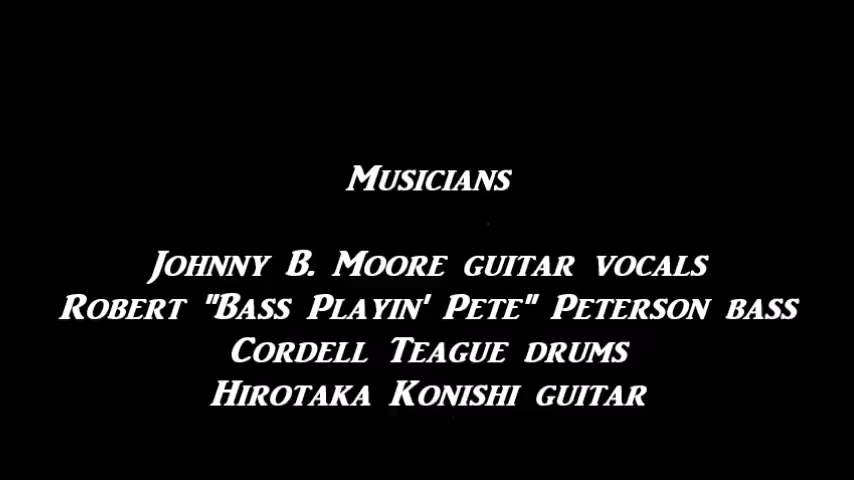 Musicians
Johnny B. Moore guitar vocals
Robert "Bass Playin' Pete" Peterson bass
Cordell Teague drums
Hirotaka Konishi guitar